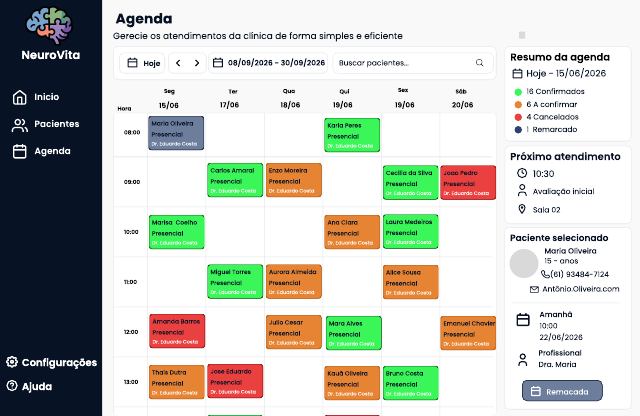 NeuroVita
Inicio
Pacientes
Agenda
Configurações
Ajuda
Agenda
Gerecie os atendimentos da clínica de forma simples e eficiente
Hoje
08/09/2026 - 30/09/2026
Buscar pacientes...
Hora
Seg
15/06
Ter
17/06
Qua
18/06
Qui
19/06
Sex
19/06
Sáb
20/06
08:00
Maria Oliveira
Presencial
Dr. Eduardo Costa
Karla Peres
Presencial
Dr. Eduardo Costa
09:00
Carlos Amaral
Presencial
Dr. Eduardo Costa
Enzo Moreira
Presencial
Dr. Eduardo Costa
Cecília da Silva
Presencial
Dr. Eduardo Costa
Joao Pedro
Presencial
Dr. Eduardo Costa
10:00
Marisa Coelho
Presencial
Dr. Eduardo Costa
Ana Clara
Presencial
Dr. Eduardo Costa
Laura Medeiros
Presencial
Dr. Eduardo Costa
11:00
Miguel Torres
Presencial
Dr. Eduardo Costa
Aurora Almeida
Presencial
Dr. Eduardo Costa
Alice Sousa
Presencial
Dr. Eduardo Costa
12:00
Amanda Barros
Presencial
Dr. Eduardo Costa
Julio Cesar
Presencial
Dr. Eduardo Costa
Mara Alves
Presencial
Dr. Eduardo Costa
Emanuel Chavier
Presencial
Dr. Eduardo Costa
13:00
Thais Dutra
Presencial
Dr. Eduardo Costa
Jose Eduardo
Presencial
Dr. Eduardo Costa
Kauã Oliveira
Presencial
Dr. Eduardo Costa
Bruno Costa
Presencial
Dr. Eduardo Costa
Resumo da agenda
Hoje - 15/06/2026
16 Confirmados
6 A confirmar
4 Cancelados
1 Remarcado
Próximo atendimento
10:30
Avaliação inicial
Sala 02
Paciente selecionado
Maria Oliveira
15 - anos
(61) 93484-7124
Antônio.Oliveira.com
Amanhã
10:00
22/06/2026
Profissional
Dra. Maria
Remacada